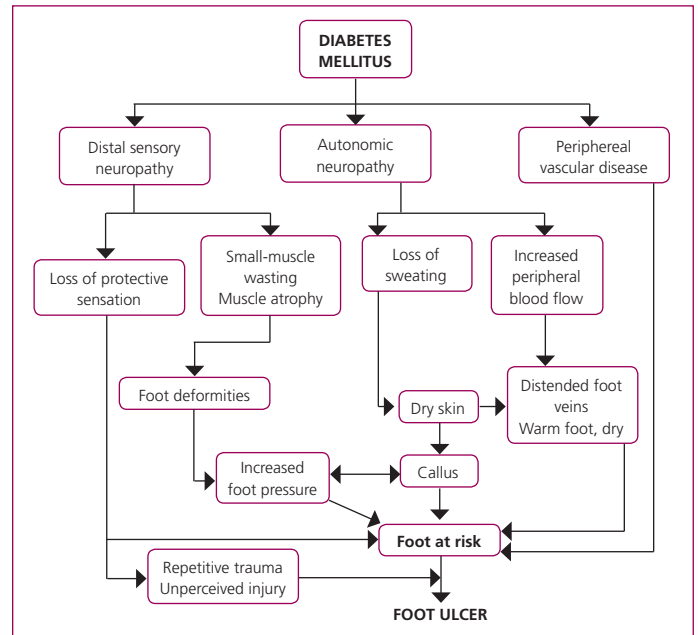 DIABETES
MELLITUS
Distal sensory
neuropathy
Autonomic
neuropathy
Periphereal
vascular disease
Loss of protective
sensation
Small-muscle
wasting
Muscle atrophy
Loss of
sweating
Increased
peripheral
blood flow
Foot deformities
Dry skin
Distended foot
veins
Warm foot, dry
Increased
foot pressure
Callus
Foot at risk
Repetitive trauma
Unperceived injury
FOOT ULCER